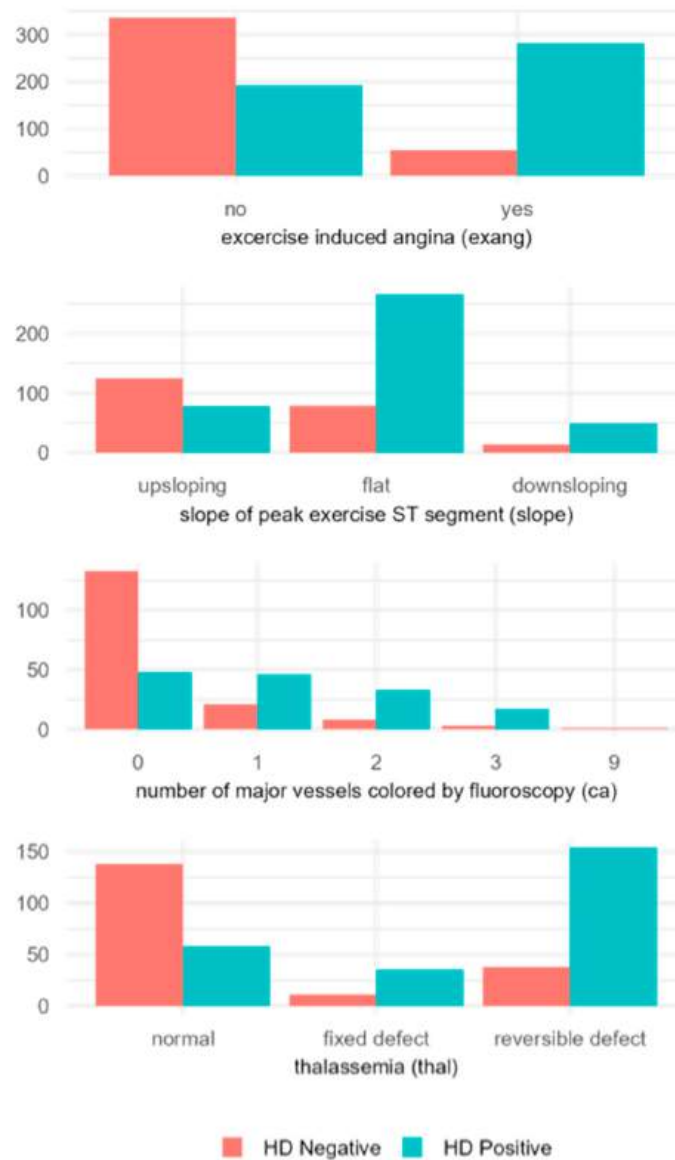 300
200
100
0
no yes
excercise induced angina (exang)
200
100
0
upsloping flat downsloping
slope of peak exercise ST segment (slope)
100
50
0
0 1 2 3 9
number of major vessels colored by fluoroscopy (ca)
150
100
50
0
normal fixed defect reversible defect
thalassemia (thal)
HD Negative HD Positive